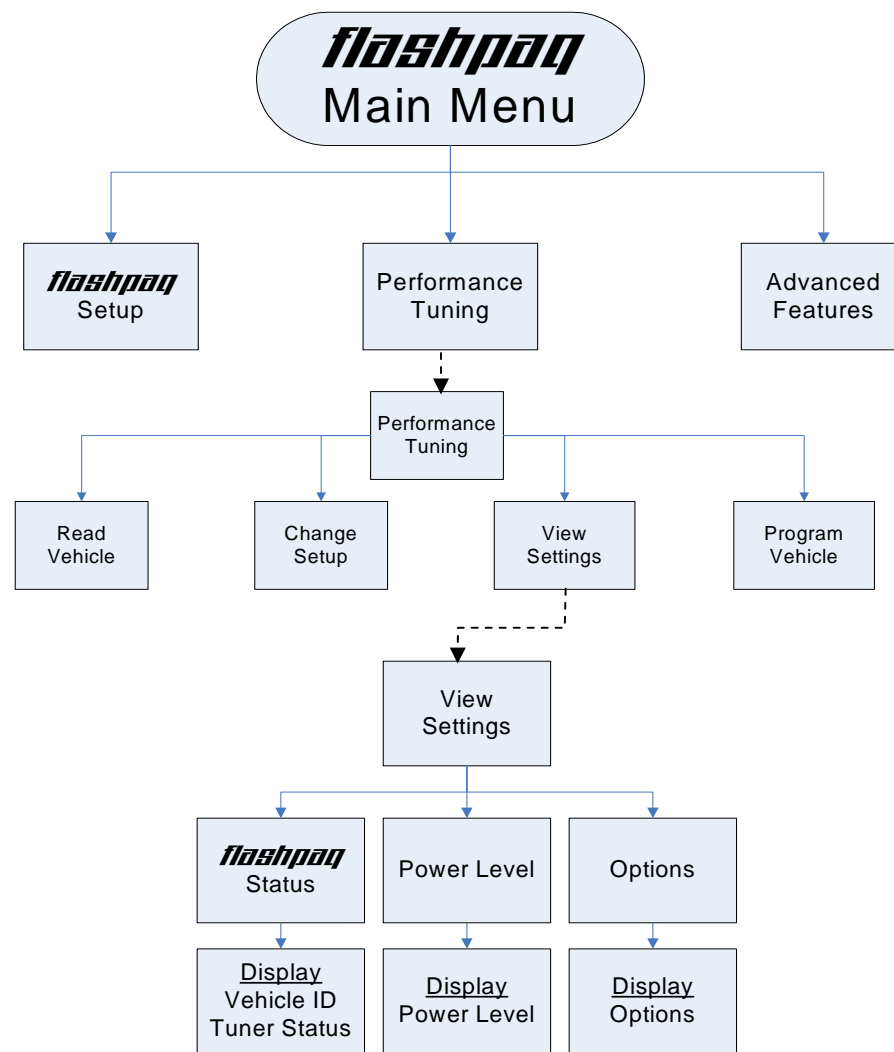 flashpaq
Main Menu
flashpaq
Setup
Performance
Tuning
Advanced
Features
Performance
Tuning
Read
Vehicle
Change
Setup
View
Settings
Program
Vehicle
View
Settings
flashpaq
Status
Power Level
Options
Display
Vehicle ID
Tuner Status
Display
Power Level
Display
Options